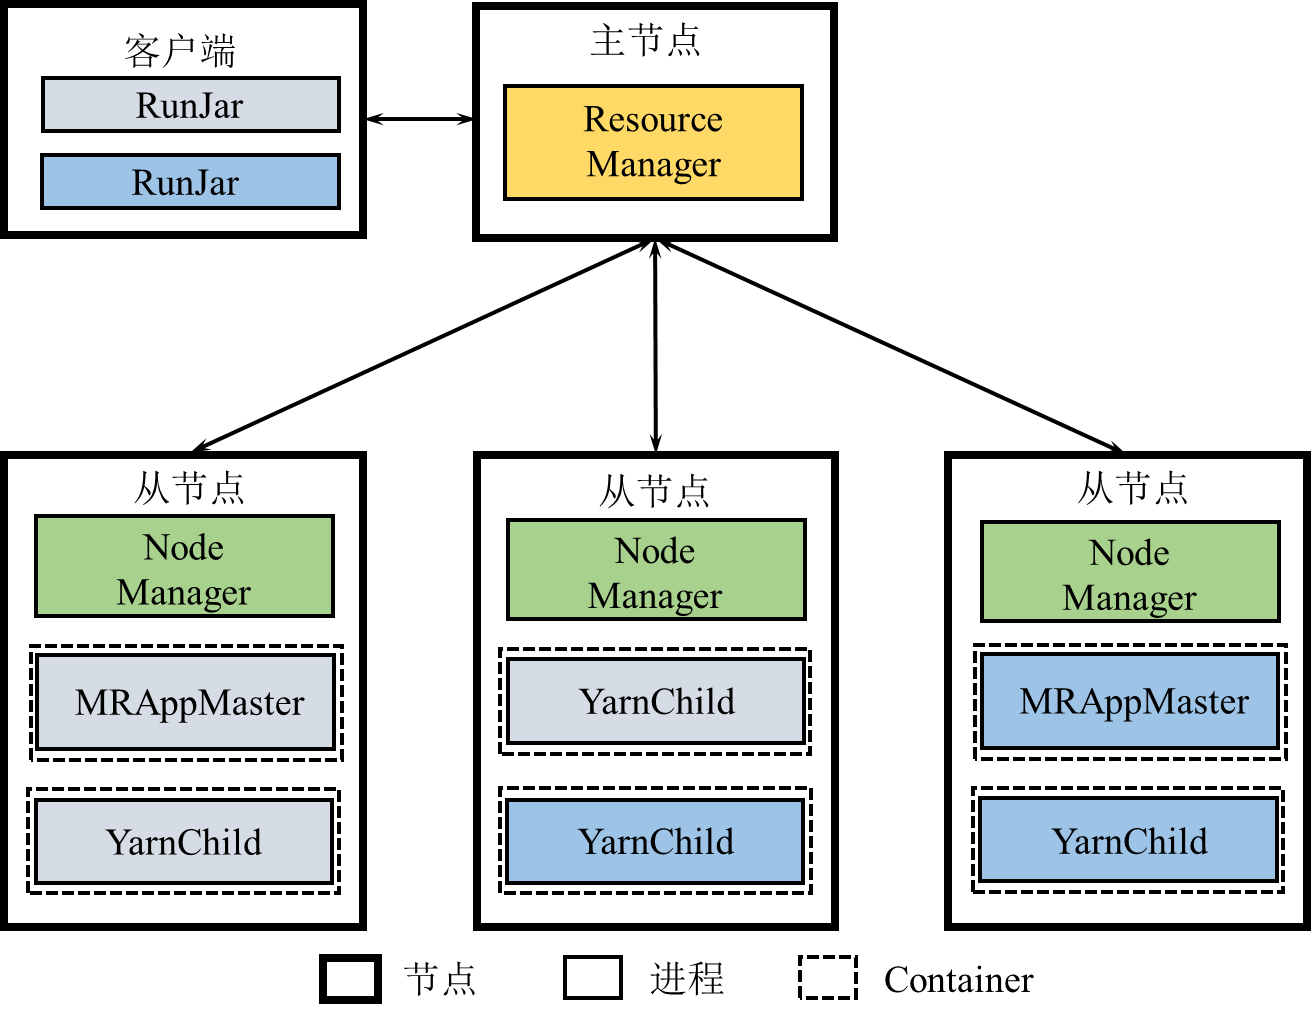 客户端
RunJar
RunJar
主节点
Resource
Manager
从节点
Node
Manager
MRAppMaster
YarnChild
从节点
Node
Manager
YarnChild
YarnChild
从节点
Node
Manager
MRAppMaster
YarnChild
节点
进程
Container